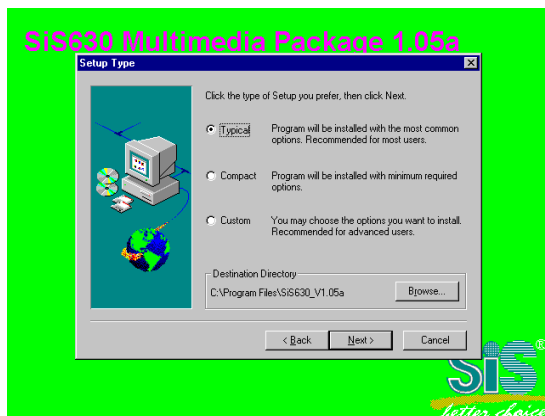 SiS630 Multimedia Package 1.05a
Setup Type
Click the type of Setup you prefer, then click Next.
Typical
Program will be installed with the most common
options. Recommended for most users.
Compact
Program will be installed with minimum required
options.
Custom
You may choose the options you want to install.
Recommended for advanced users.
Destination Directory
C:\Program Files\SiS630_V1.05a
Browse...
< Back
Next >
Cancel
SiS®
better choice